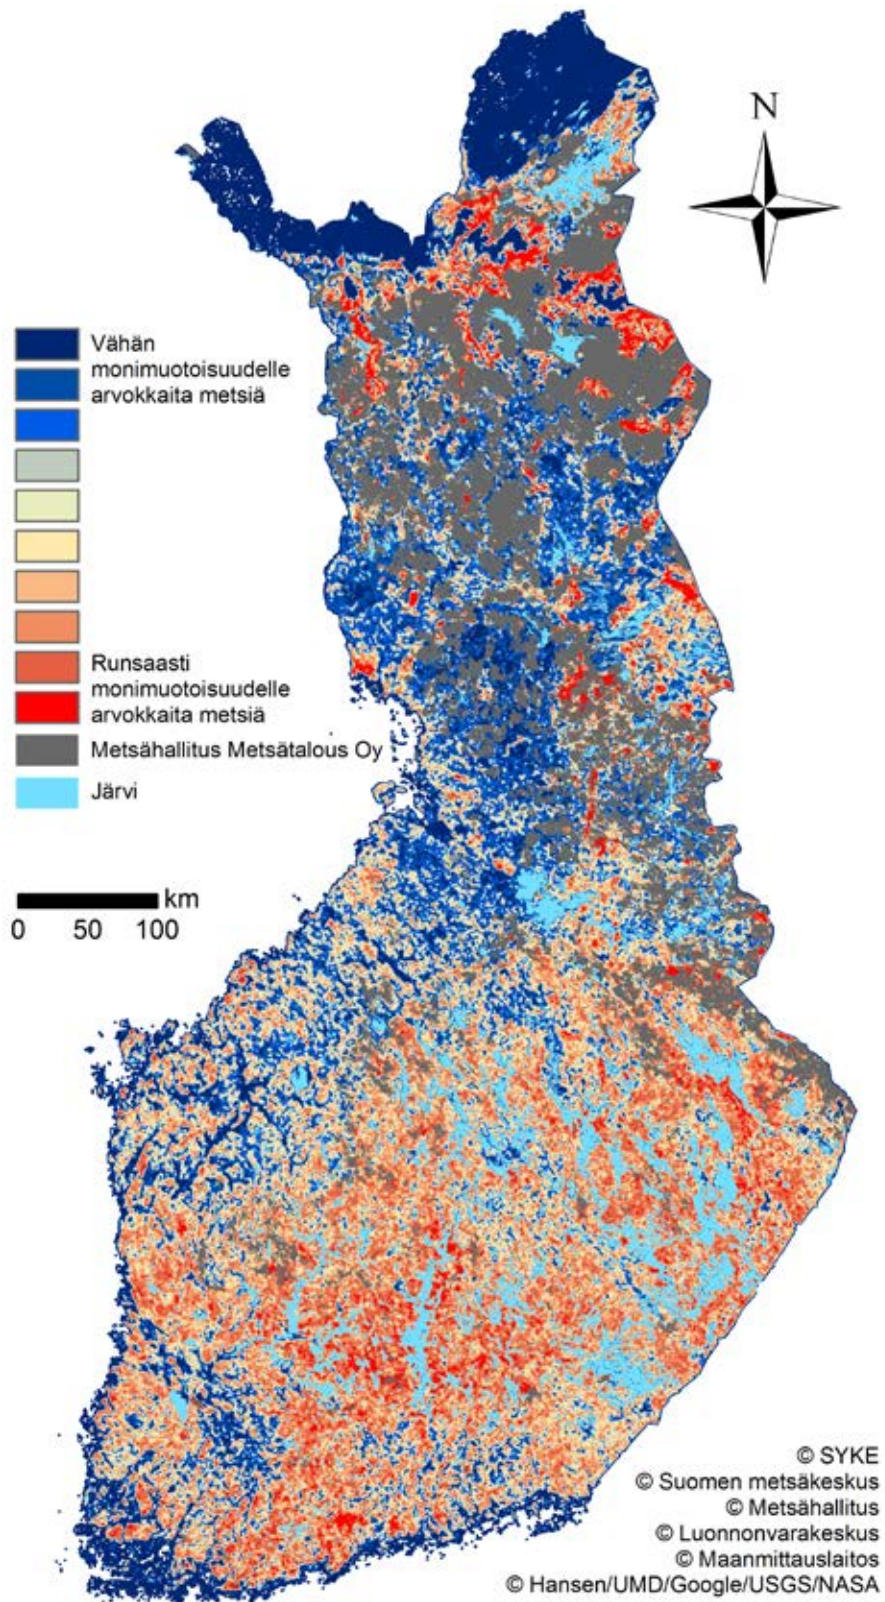 N
Vähän
monimuotoisuudelle
arvokkaita metsiä
Runsaasti
monimuotoisuudelle
arvokkaita metsiä
Metsähallitus Metsätalous Oy
Järvi
km
0 50 100
© SYKE
© Suomen metsäkeskus
© Metsähallitus
© Luonnonvarakeskus
© Maanmittauslaitos
© Hansen/UMD/Google/USGS/NASA